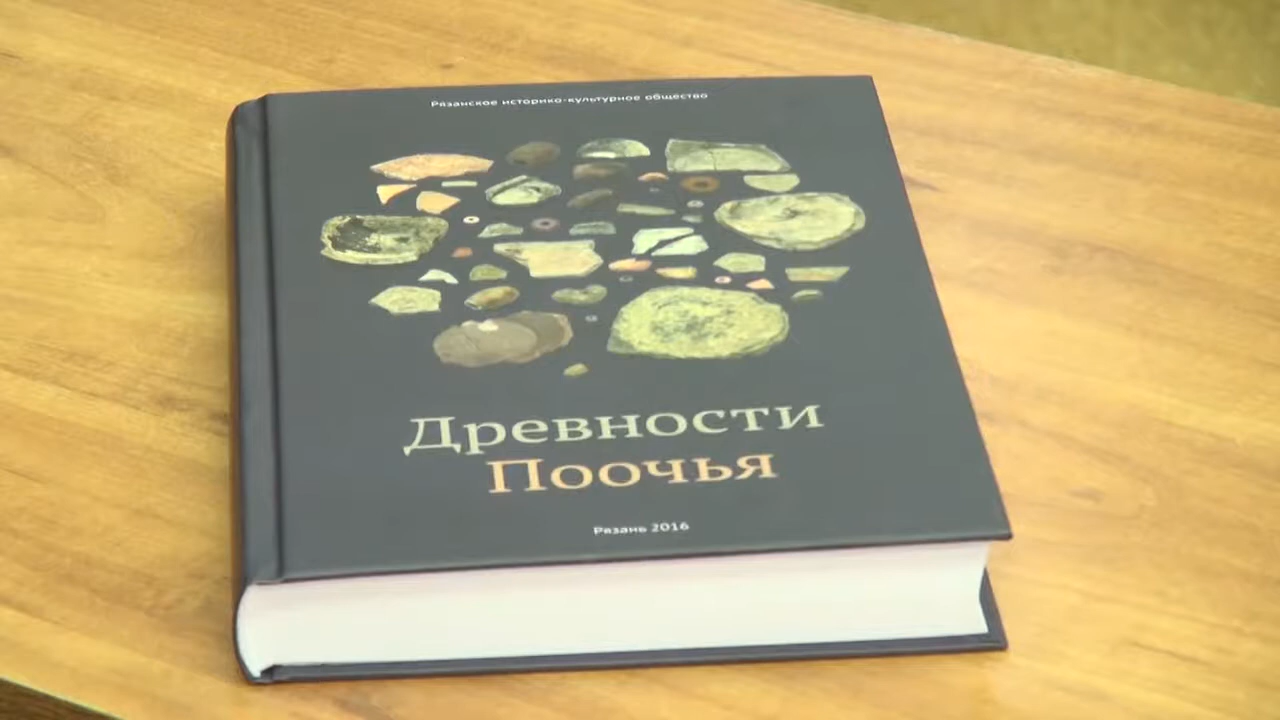 Рязанское историко-культурное общество
Древности
Поочья
Рязань 2016